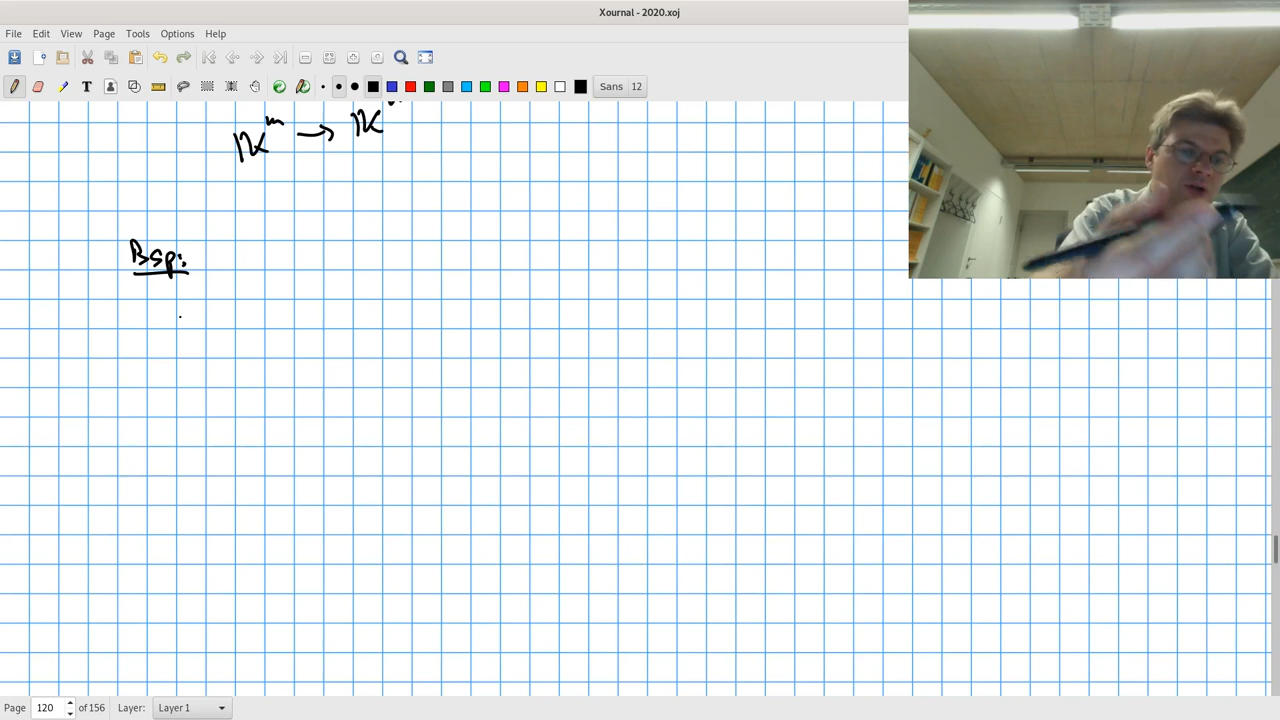 Xournal - 2020.xoj
File Edit View Page Tools Options Help
T Sans 12
𝕂^m → 𝕂
Bsp:
Page 120 of 156 Layer: Layer 1